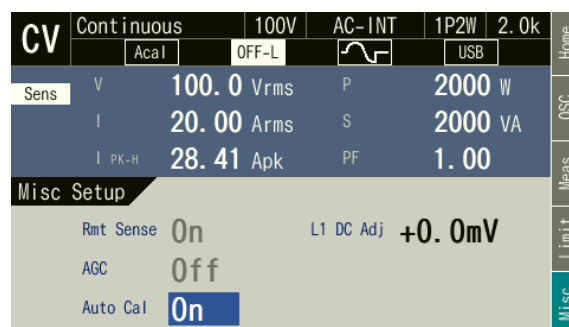 CV Continuous 100V AC-INT 1P2W 2.0k
Acal OFF-L USB
Sens V 100.0 Vrms P 2000 W
I 20.00 Arms S 2000 VA
I PK-H 28.41 Apk PF 1.00
Misc Setup
Rmt Sense On L1 DC Adj +0.0mV
AGC Off
Auto Cal On
Home
OSC
Meas
Limit
Misc